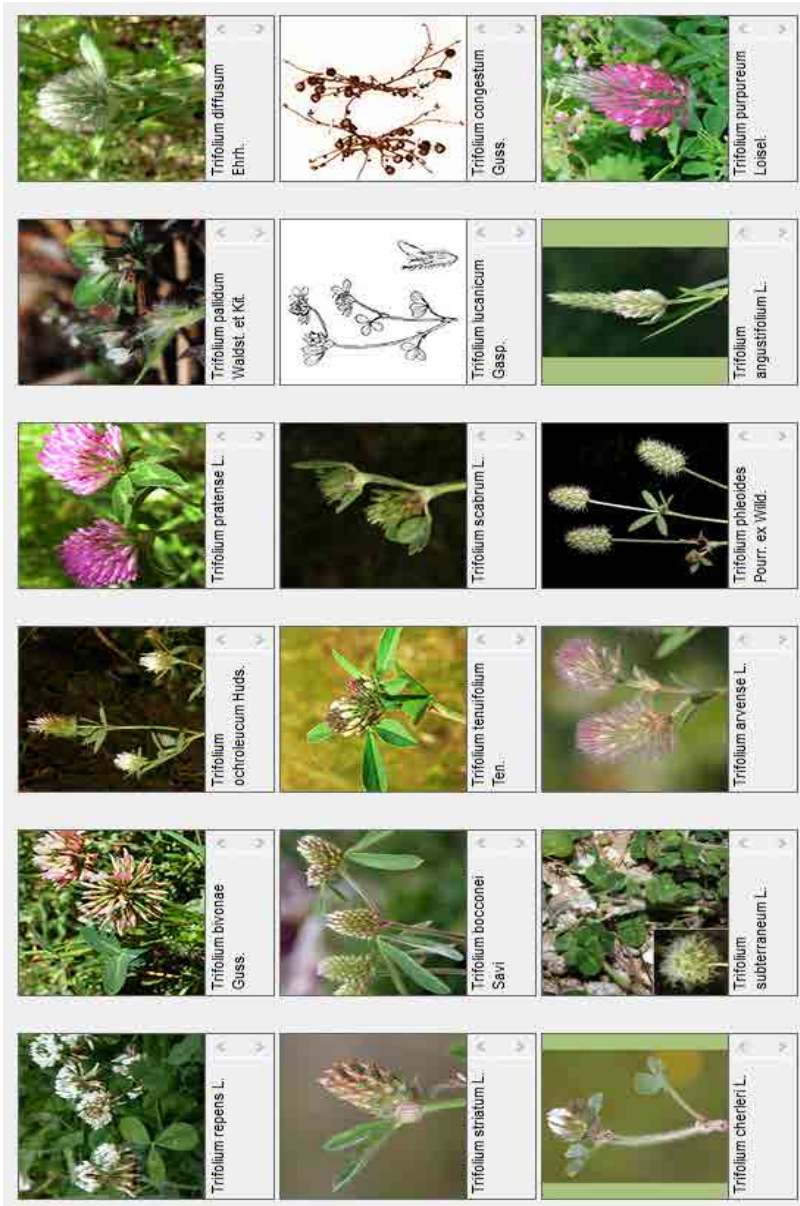 Trifolium repens L.
Trifolium bivonae
Guss.
Trifolium
ochroleucum Huds.
Trifolium pratense L.
Trifolium pallidum
Waldst. et Kit.
Trifolium diffusum
Ehrh.
Trifolium striatum L.
Trifolium bocconei
Savi
Trifolium tenuifolium
Ten.
Trifolium scabrum L.
Trifolium lucanicum
Gasp.
Trifolium congestum
Guss.
Trifolium cherleri L.
Trifolium
subterraneum L.
Trifolium arvense L.
Trifolium phleoides
Pourr. ex Willd.
Trifolium
angustifolium L.
Trifolium purpureum
Loisel.